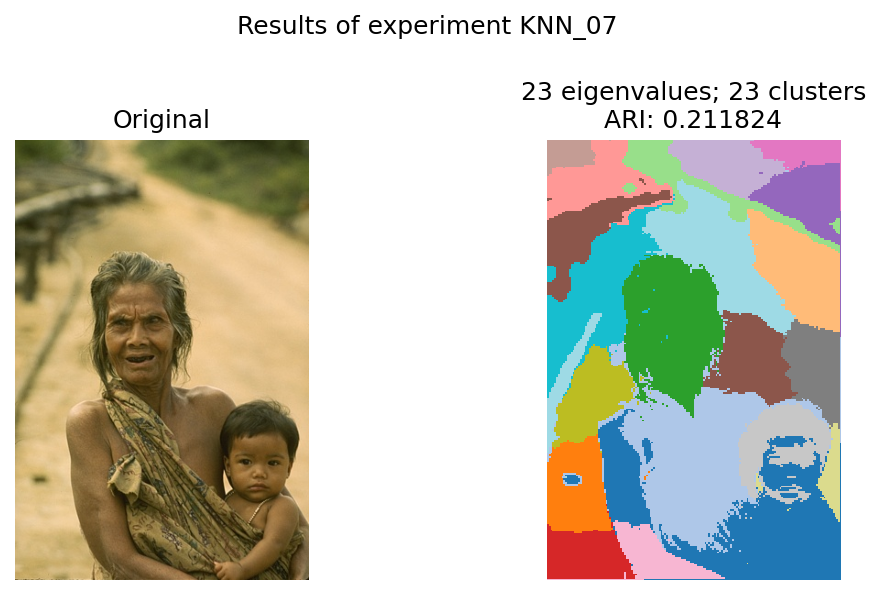 Results of experiment KNN_07
Original
23 eigenvalues; 23 clusters
ARI: 0.211824